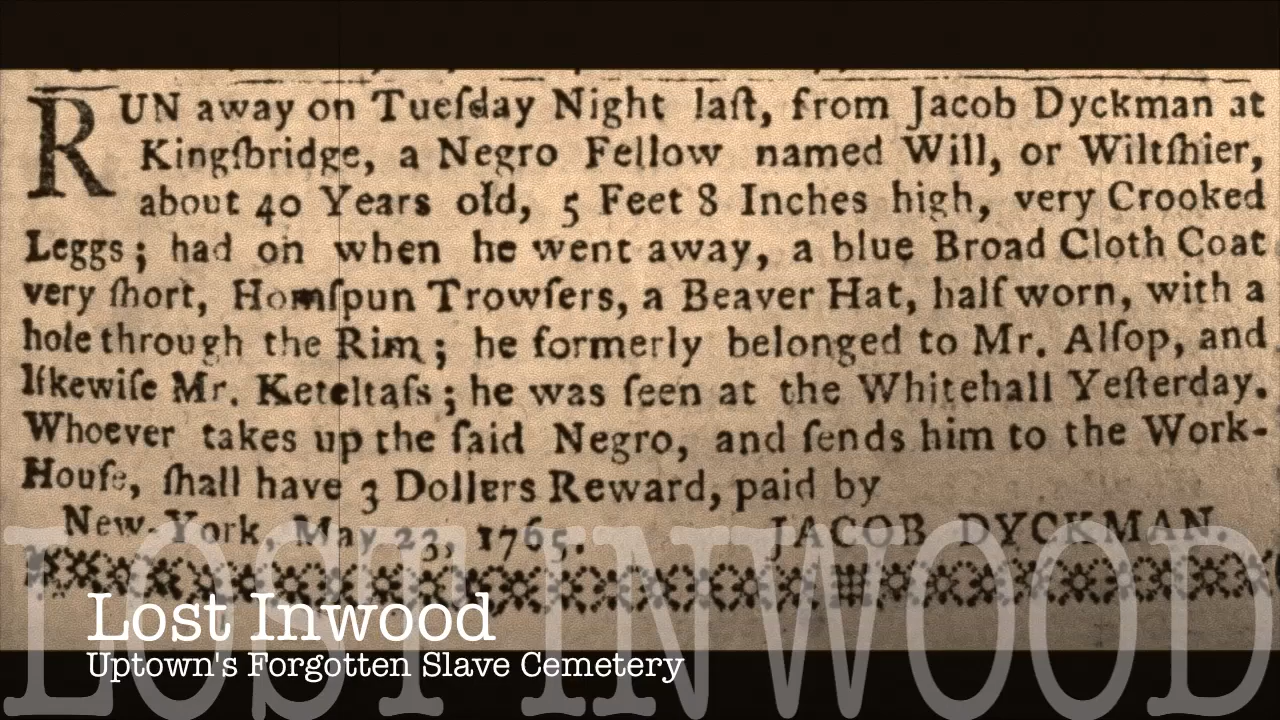 RUN away on Tueſday Night laſt, from Jacob Dyckman at
Kingſbridge, a Negro Fellow named Will, or Wiltſhier,
about 40 Years old, 5 Feet 8 Inches high, very Crooked
Leggs; had on when he went away, a blue Broad Cloth Coat
very ſhort, Homſpun Trowſers, a Beaver Hat, half worn, with a
hole through the Rim; he formerly belonged to Mr. Alſop, and
likewiſe Mr. Keteltaſs; he was ſeen at the Whitehall Yeſterday.
Whoever takes up the ſaid Negro, and ſends him to the Work-
Houſe, ſhall have 3 Dollers Reward, paid by
New-York, May 23, 1765. JACOB DYCKMAN.
LOST INWOOD
Lost Inwood
Uptown's Forgotten Slave Cemetery